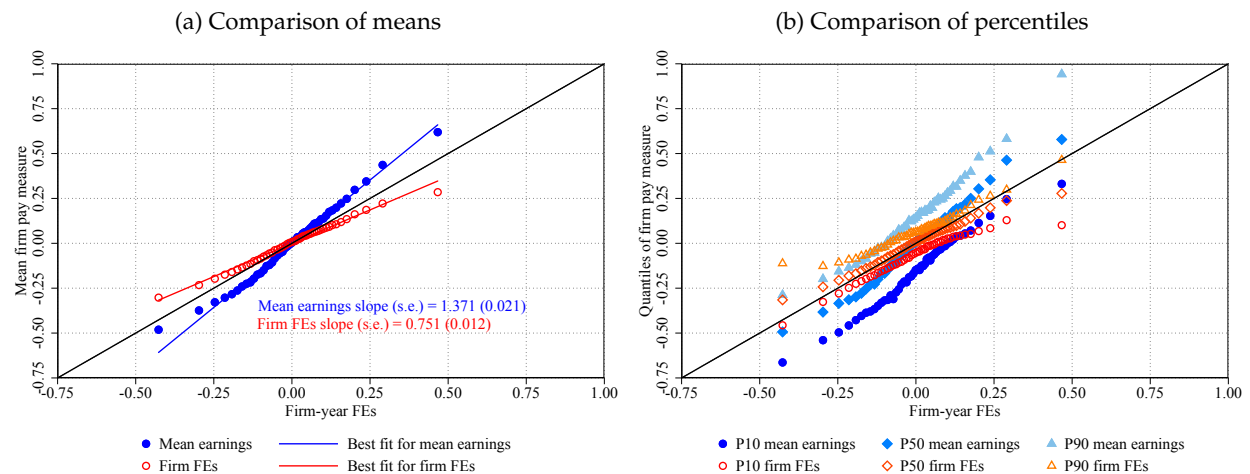 (a) Comparison of means
Mean firm pay measure
1.00
0.75
0.50
0.25
0.00
-0.25
-0.50
-0.75
Mean earnings slope (s.e.) = 1.371 (0.021)
Firm FEs slope (s.e.) = 0.751 (0.012)
-0.75 -0.50 -0.25 0.00 0.25 0.50 0.75 1.00
Firm-year FEs
Mean earnings Best fit for mean earnings
Firm FEs Best fit for firm FEs
(b) Comparison of percentiles
Quantiles of firm pay measure
1.00
0.75
0.50
0.25
0.00
-0.25
-0.50
-0.75
-0.75 -0.50 -0.25 0.00 0.25 0.50 0.75 1.00
Firm-year FEs
P10 mean earnings P50 mean earnings P90 mean earnings
P10 firm FEs P50 firm FEs P90 firm FEs